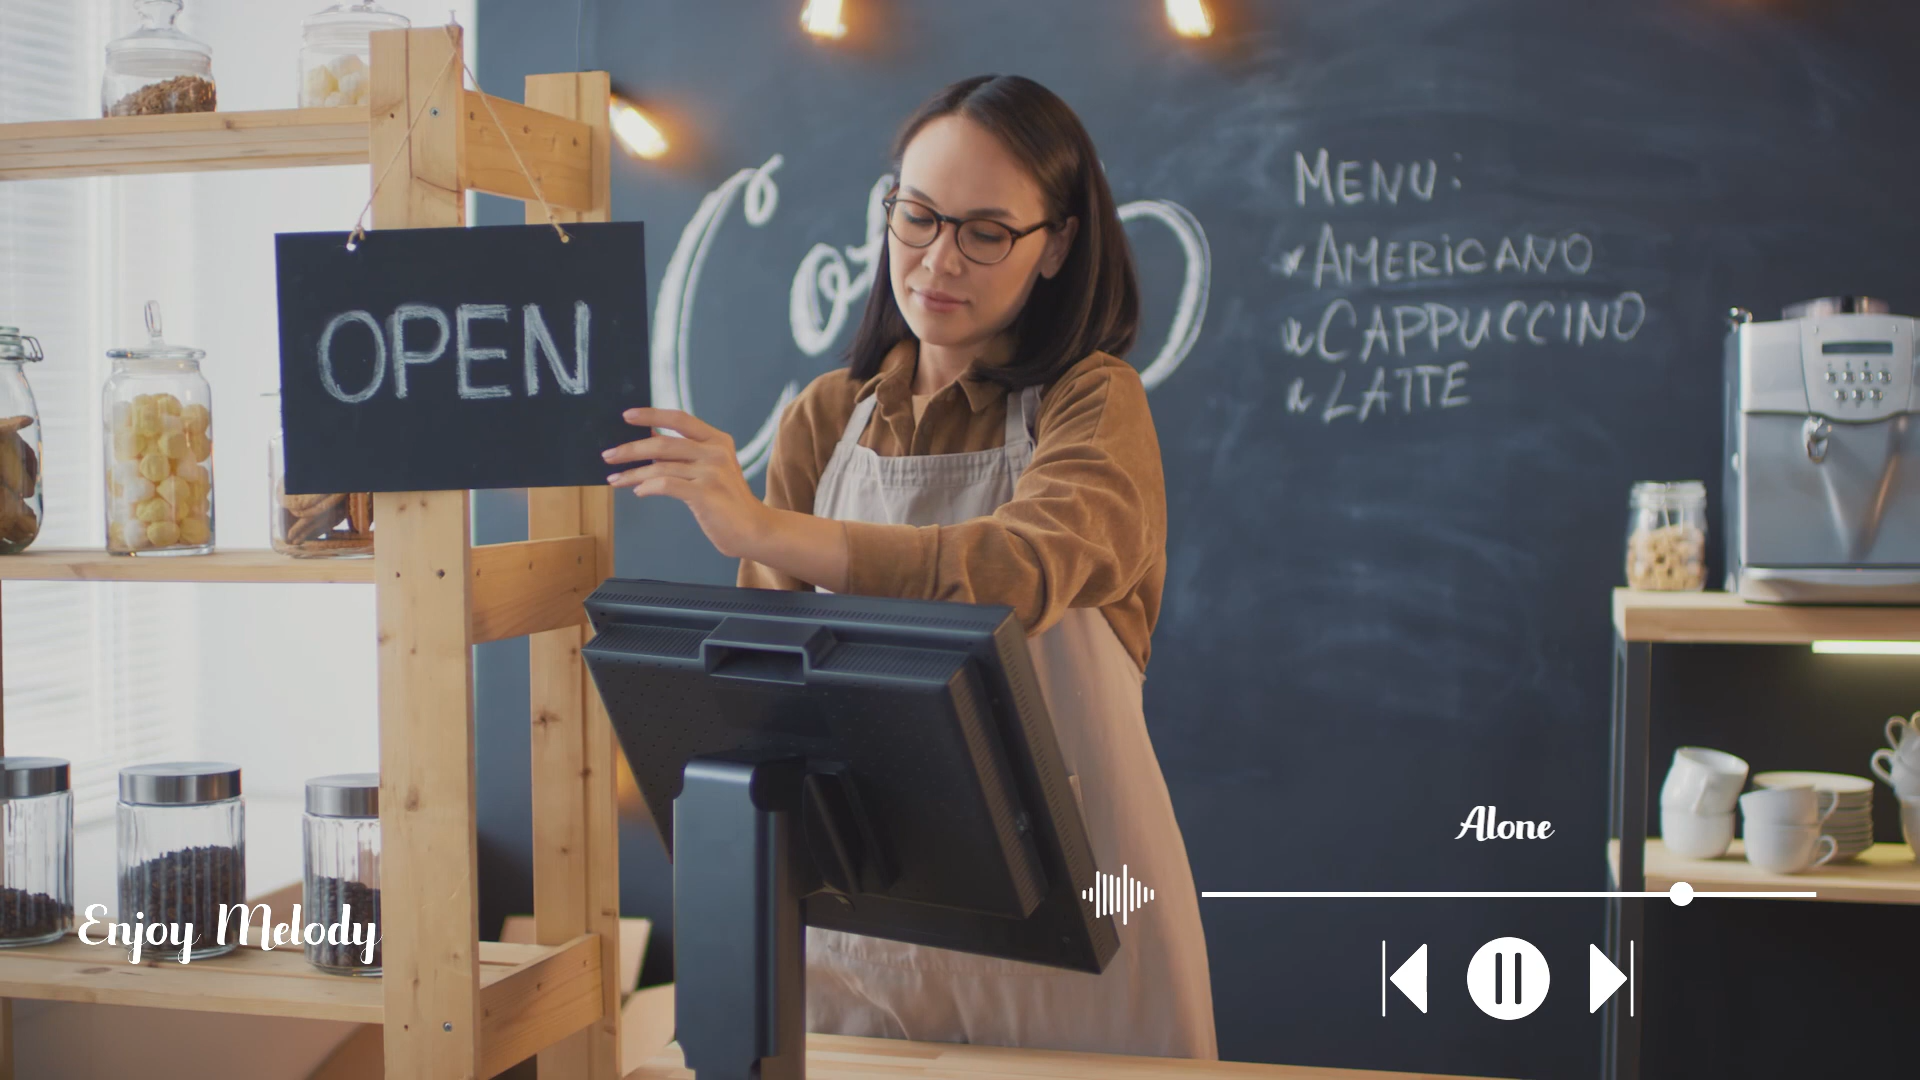 OPEN
MENU:
AMERICANO
CAPPUCCINO
LATTE
Alone
Enjoy Melody